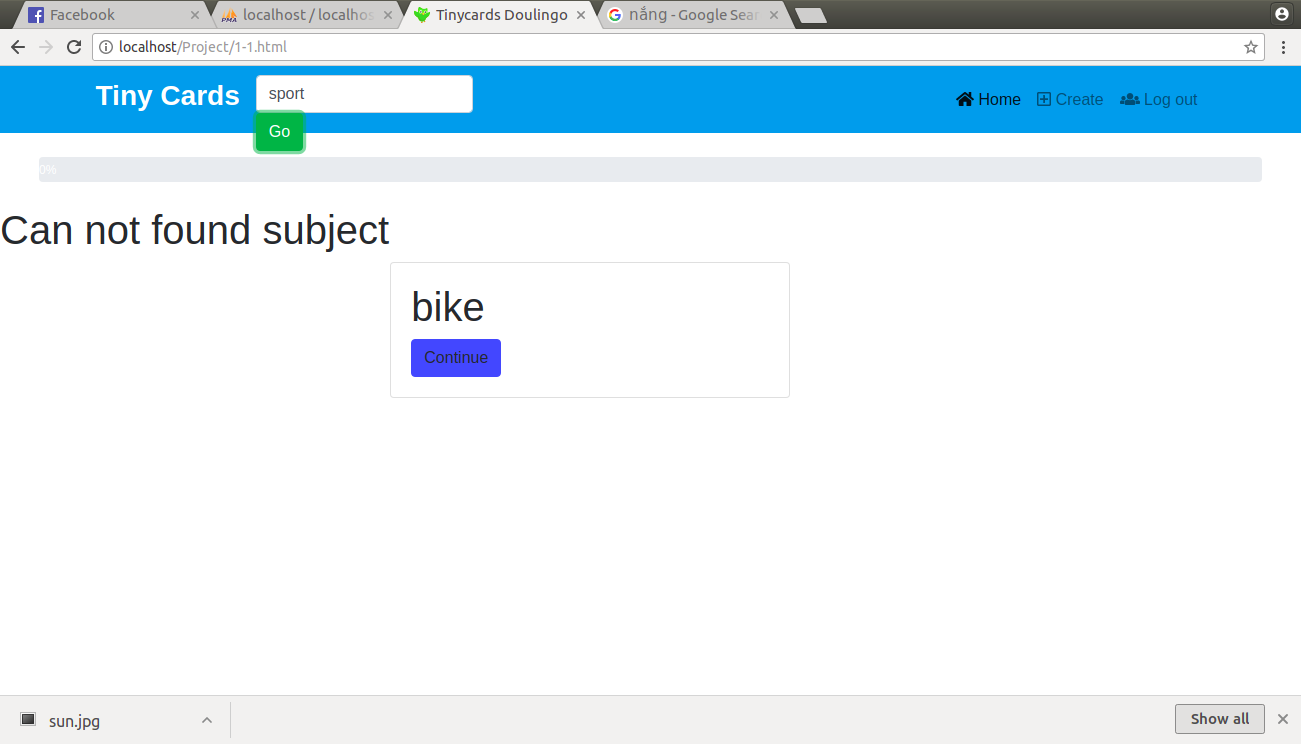 Facebook
localhost / localhos
Tinycards Doulingo
nắng - Google Sear
localhost/Project/1-1.html
Tiny Cards
sport
Go
Home
Create
Log out
0%
Can not found subject
bike
Continue
sun.jpg
Show all